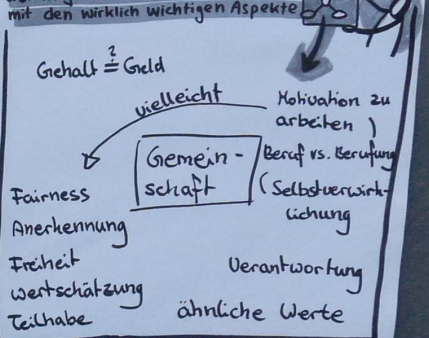 mit den wirklich wichtigen Aspekte
Gehalt ≟ Geld
vielleicht
Motivation zu
arbeiten
Beruf vs. Berufung
(Selbstverwirk-
lichung
Gemein-
schaft
Fairness
Anerkennung
Freiheit
Wertschätzung
Teilhabe
Verantwortung
ähnliche Werte